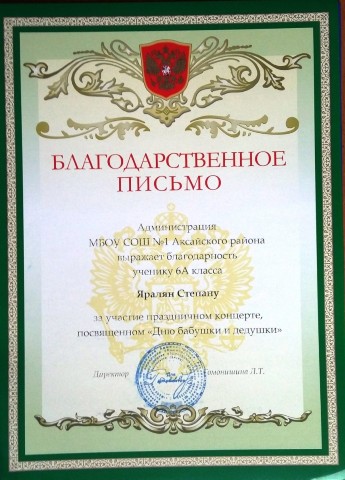 БЛАГОДАРСТВЕННОЕ
ПИСЬМО
Администрация
МБОУ СОШ №1 Аксайского района
выражает благодарность
ученику 6А класса
Яралян Степану
за участие праздничном концерте,
посвященном «Дню бабушки и дедушки»
Директор Л.Т.